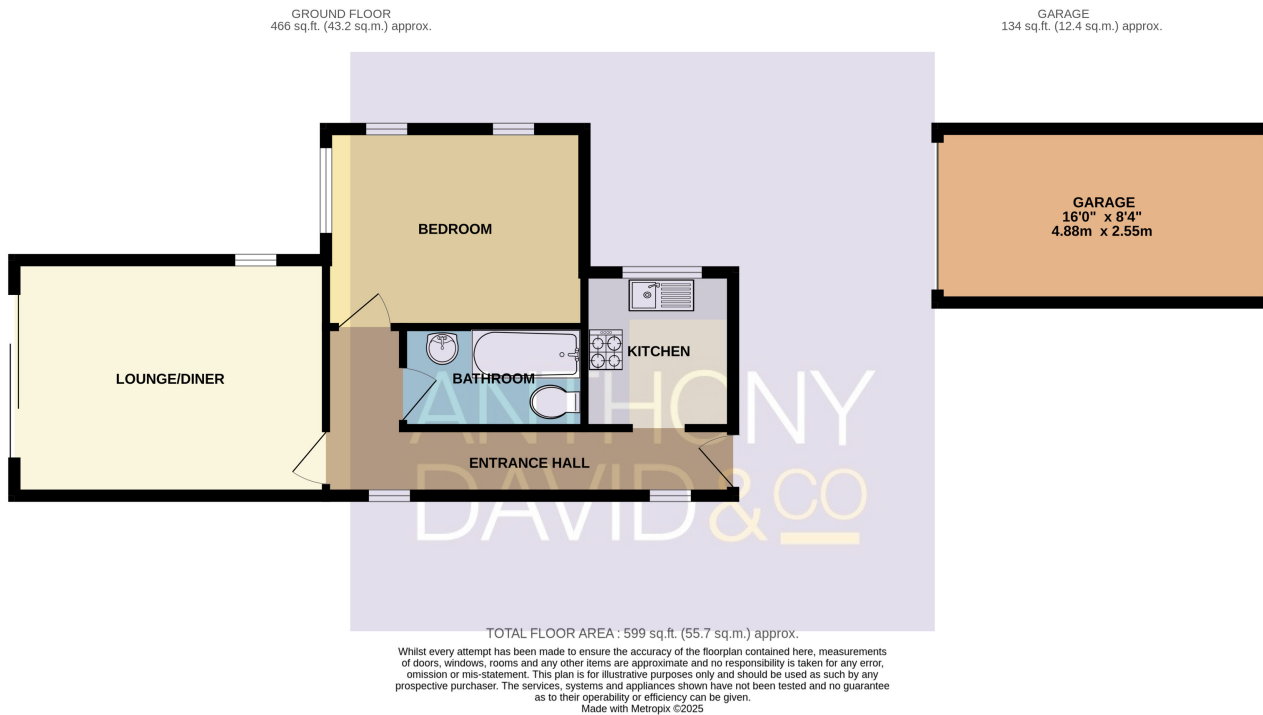 GROUND FLOOR
466 sq.ft. (43.2 sq.m.) approx.
GARAGE
134 sq.ft. (12.4 sq.m.) approx.
BEDROOM
GARAGE
16'0" x 8'4"
4.88m x 2.55m
LOUNGE/DINER
BATHROOM
KITCHEN
ENTRANCE HALL
ANTHONY
DAVID & CO
TOTAL FLOOR AREA : 599 sq.ft. (55.7 sq.m.) approx.
Whilst every attempt has been made to ensure the accuracy of the floorplan contained here, measurements
of doors, windows, rooms and any other items are approximate and no responsibility is taken for any error,
omission or mis-statement. This plan is for illustrative purposes only and should be used as such by any
prospective purchaser. The services, systems and appliances shown have not been tested and no guarantee
as to their operability or efficiency can be given.
Made with Metropix ©2025